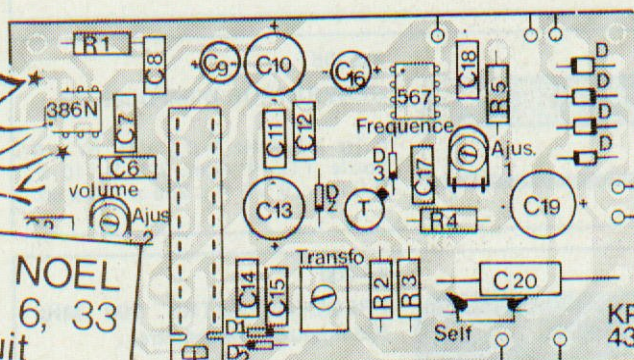 R1
C8
C9
C10
C16
567
C18
R5
D
D
D
D
386N
C7
C11
C12
Frequence
Ajus.
1
C6
D
3
C17
volume
Ajus
2
C13
D
2
T
R4
C19
NOEL
6, 33
uit
Transfo
C14
C15
R2
R3
C20
Self
D1
KF
43